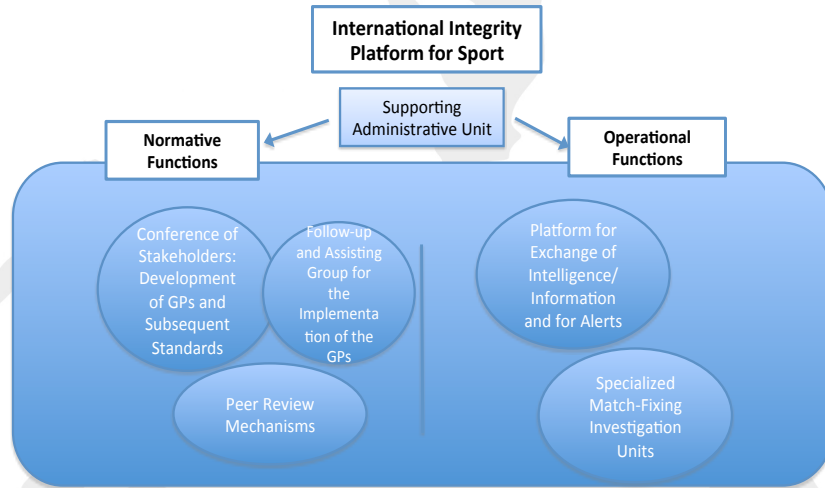 International Integrity
Platform for Sport
Supporting
Administrative Unit
Normative
Functions
Operational
Functions
Conference of
Stakeholders:
Development
of GPs and
Subsequent
Standards
Follow-up
and Assisting
Group for
the
Implementa
tion of the
GPs
Peer Review
Mechanisms
Platform for
Exchange of
Intelligence/
Information
and for Alerts
Specialized
Match-Fixing
Investigation
Units